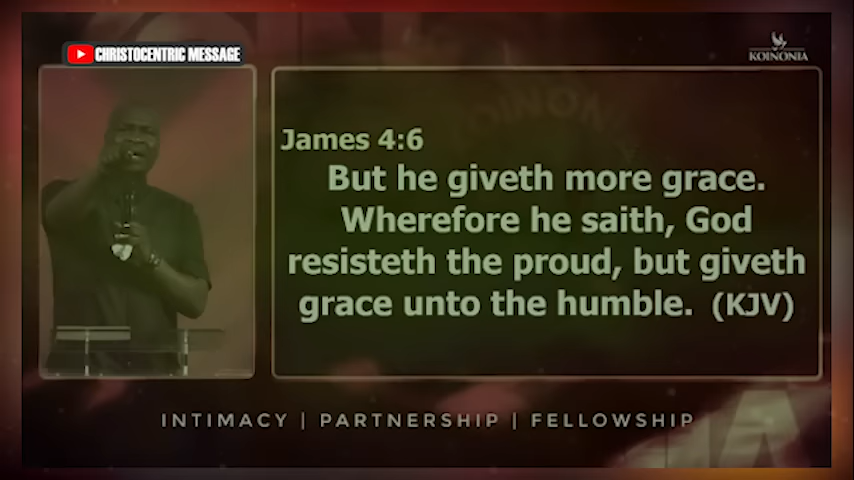 CHRISTOCENTRIC MESSAGE
KOINONIA
James 4:6
But he giveth more grace.
Wherefore he saith, God
resisteth the proud, but giveth
grace unto the humble. (KJV)
INTIMACY | PARTNERSHIP | FELLOWSHIP